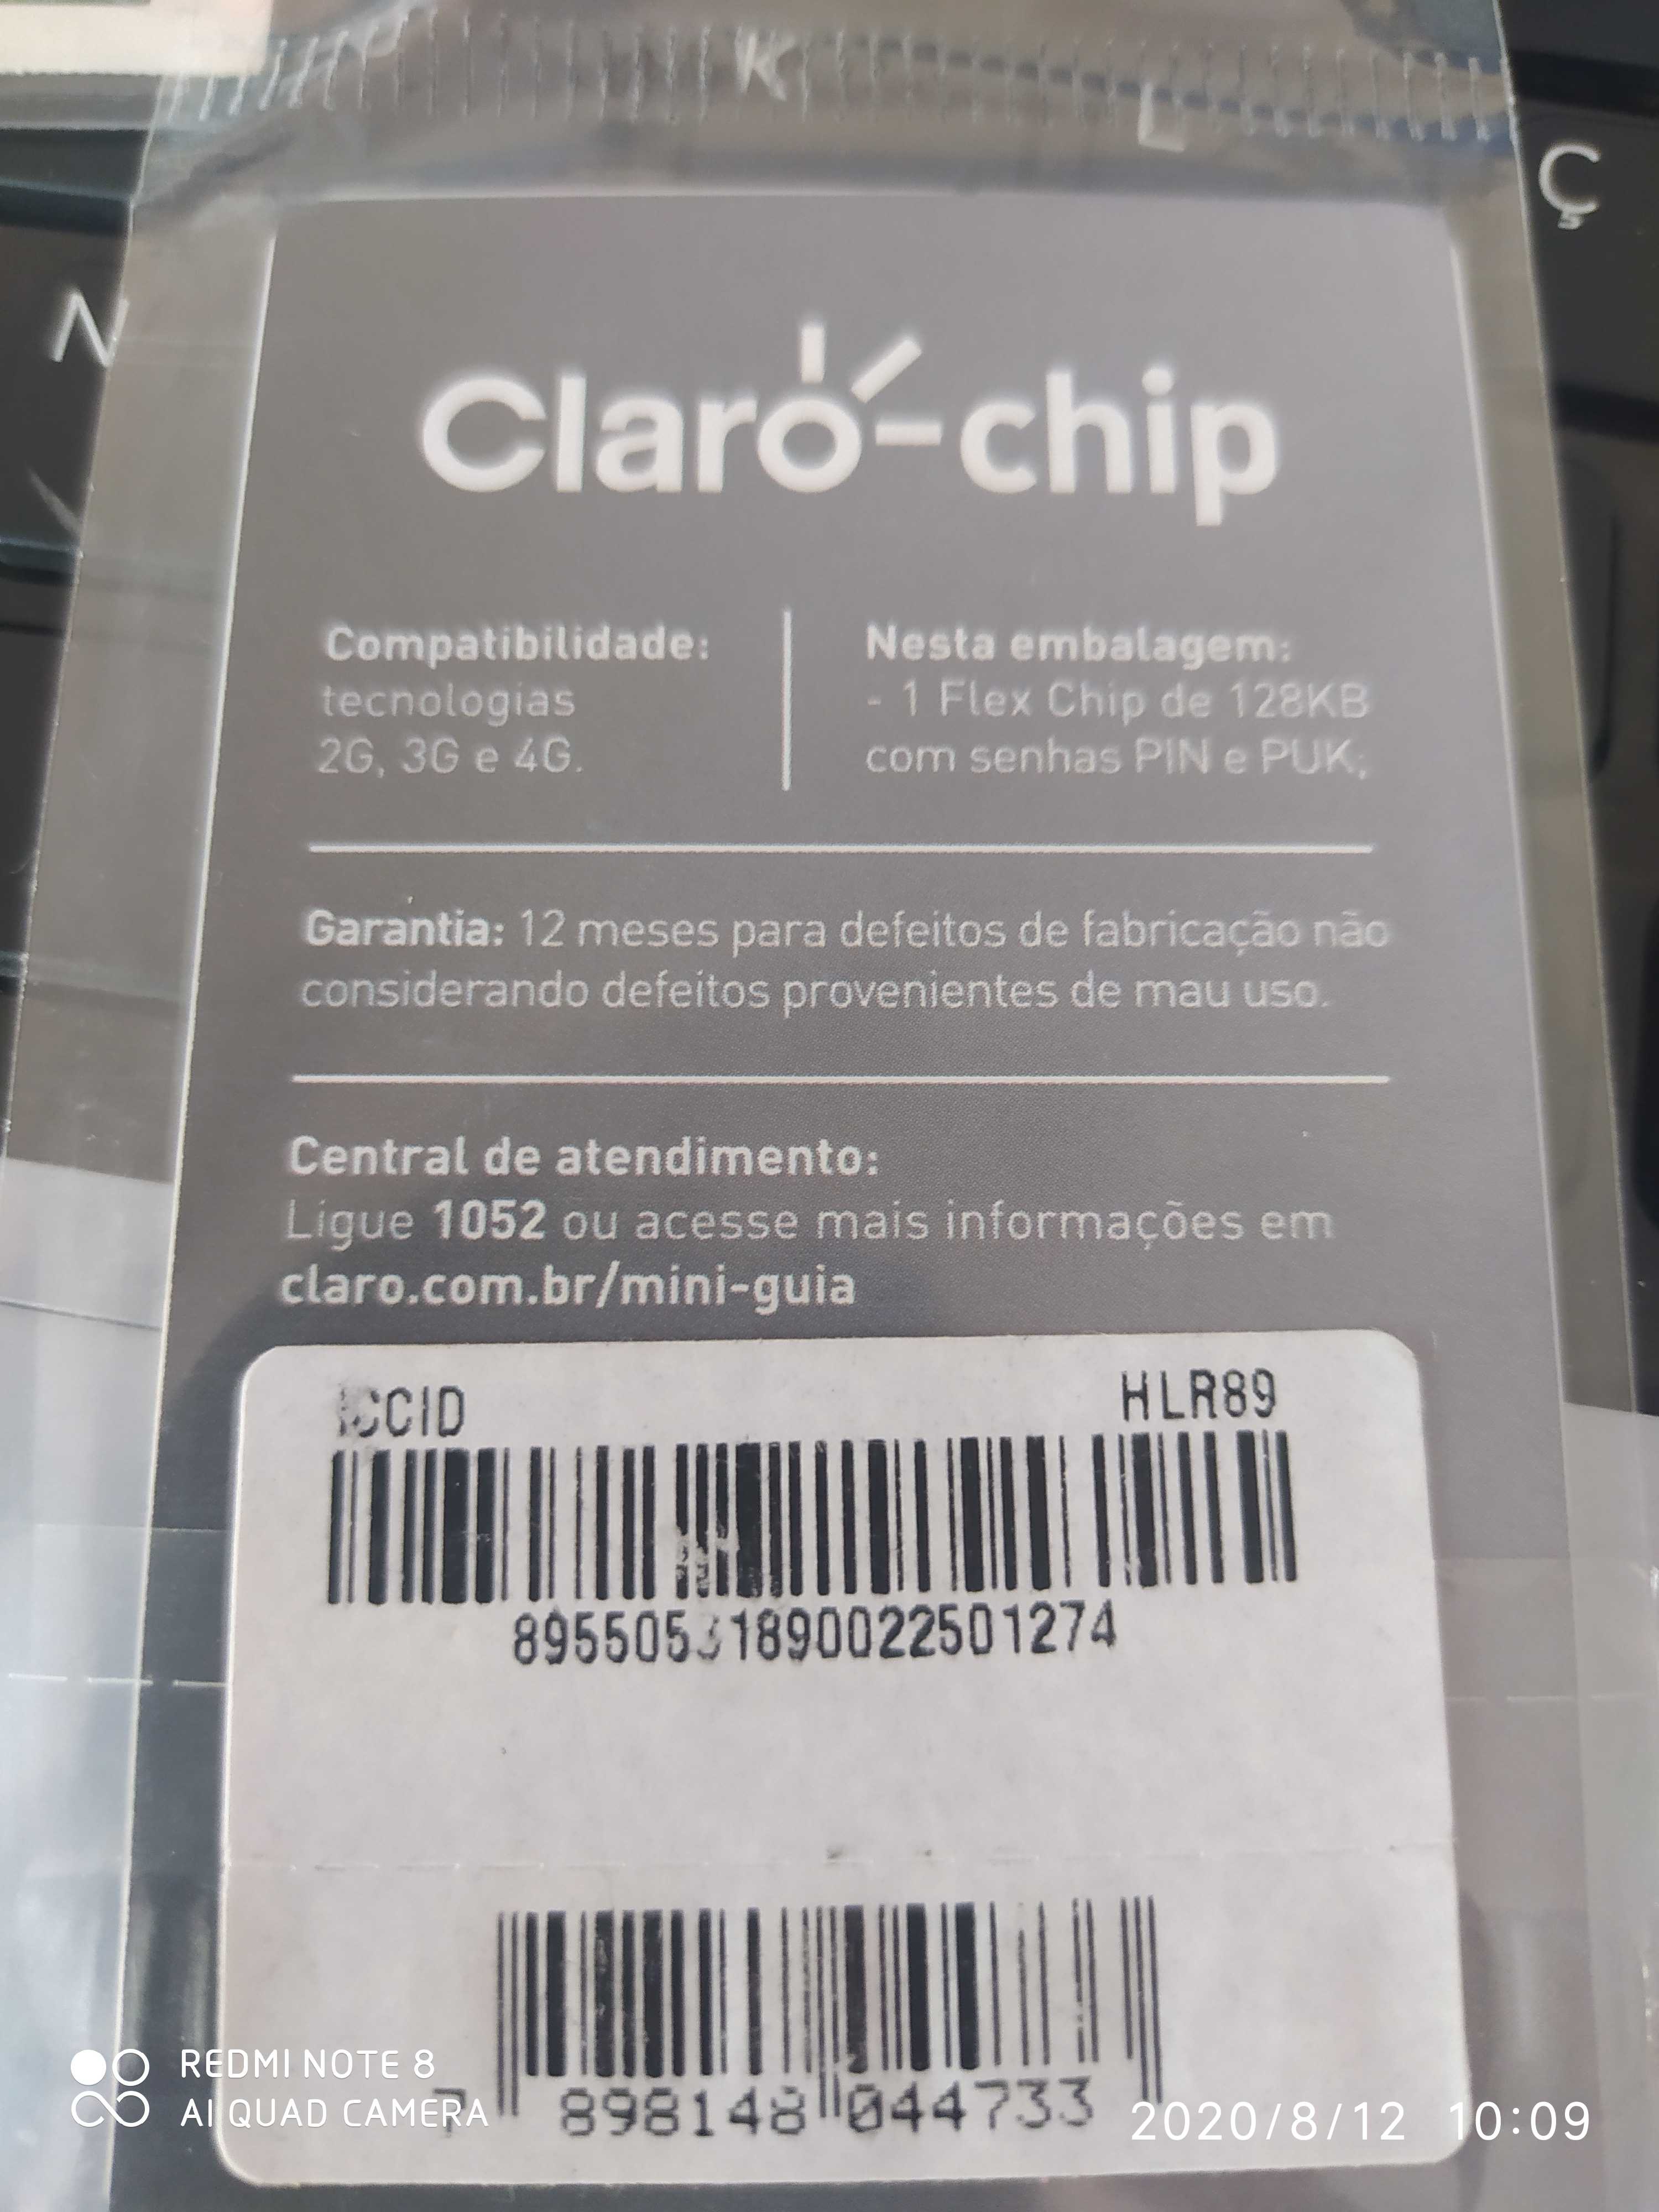 K
L
Ç
N
Claro-chip
Compatibilidade:
tecnologias
2G, 3G e 4G.
Nesta embalagem:
- 1 Flex Chip de 128KB
com senhas PIN e PUK;
Garantia: 12 meses para defeitos de fabricação não
considerando defeitos provenientes de mau uso.
Central de atendimento:
Ligue 1052 ou acesse mais informações em
claro.com.br/mini-guia
ICCID
HLR89
89550531890022501274
7 898148 044733
REDMI NOTE 8
AI QUAD CAMERA
2020/8/12 10:09